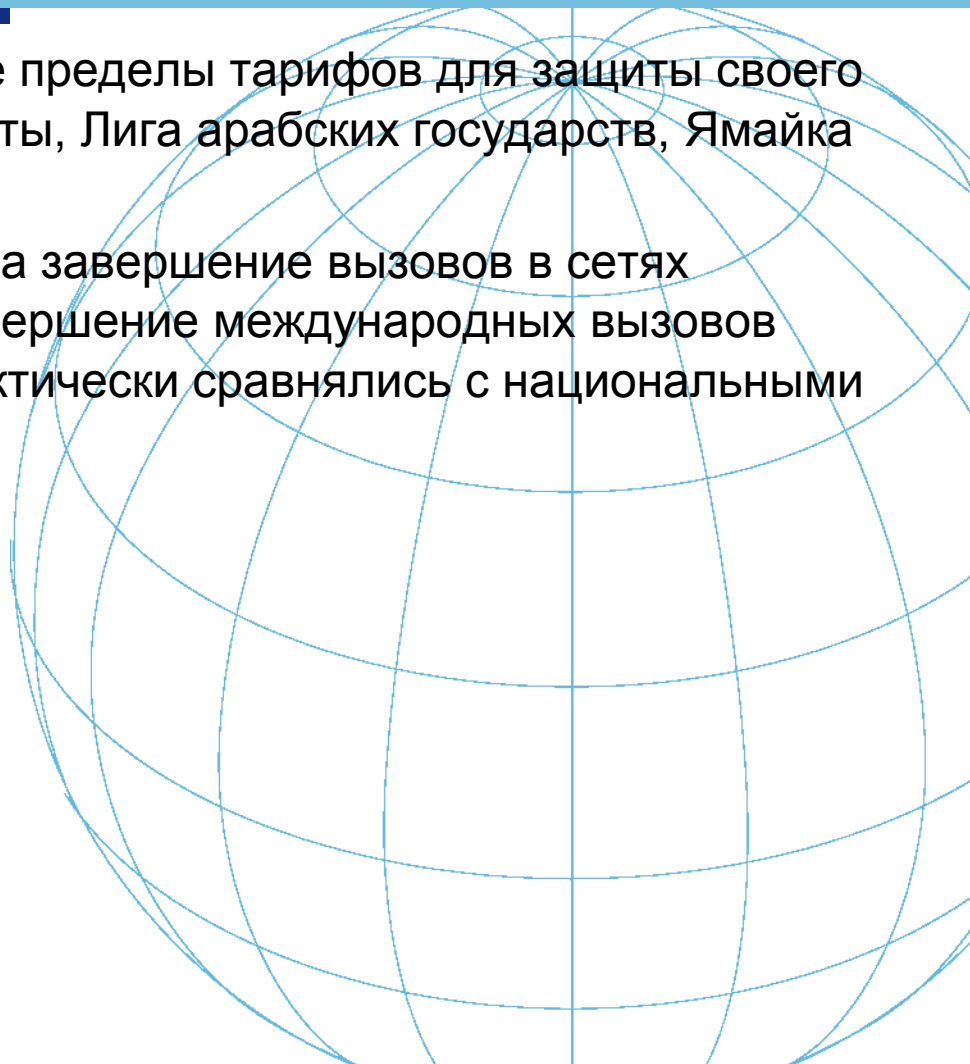 е пределы тарифов для защиты своего
ты, Лига арабских государств, Ямайка
а завершение вызовов в сетях
ершение международных вызовов
ктически сравнялись с национальными